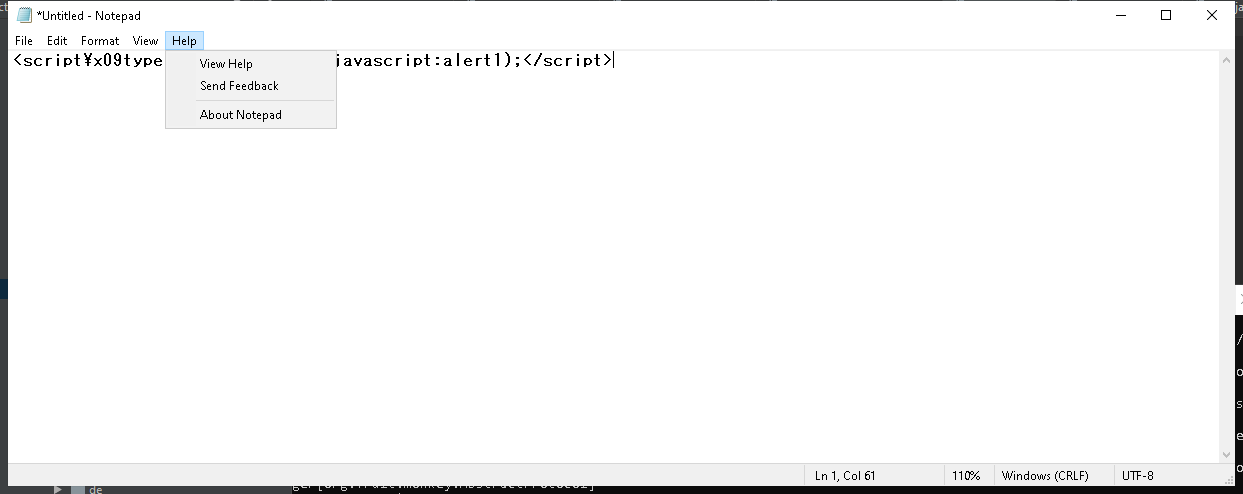 *Untitled - Notepad
File Edit Format View Help
<script¥x09type javascript:alert1);</script>
View Help
Send Feedback
About Notepad
Ln 1, Col 61 110% Windows (CRLF) UTF-8
de